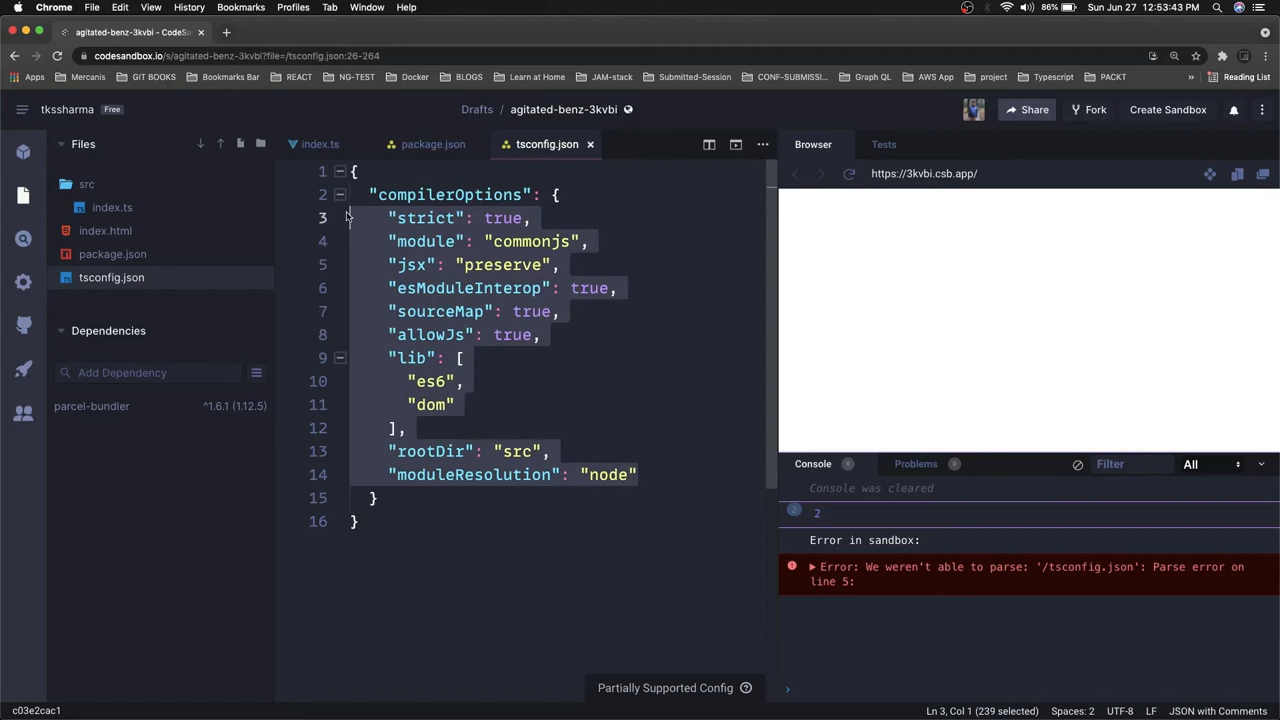 Chrome File Edit View History Bookmarks Profiles Tab Window Help 86% Sun Jun 27 12:53:43 PM
agitated-benz-3kvbi - CodeSan
codesandbox.io/s/agitated-benz-3kvbi?file=/tsconfig.json:26-264
Apps Mercanis GIT BOOKS Bookmarks Bar REACT NG-TEST Docker BLOGS Learn at Home JAM-stack Submitted-Session CONF-SUBMISSI... Graph QL AWS App project Typescript PACKT » Reading List
tkssharma Free Drafts / agitated-benz-3kvbi Share Fork Create Sandbox
Files
src
index.ts
index.html
package.json
tsconfig.json
Dependencies
Add Dependency
parcel-bundler ^1.6.1 (1.12.5)
index.ts package.json tsconfig.json
1 {
2 "compilerOptions": {
3 "strict": true,
4 "module": "commonjs",
5 "jsx": "preserve",
6 "esModuleInterop": true,
7 "sourceMap": true,
8 "allowJs": true,
9 "lib": [
10 "es6",
11 "dom"
12 ],
13 "rootDir": "src",
14 "moduleResolution": "node"
15 }
16 }
Partially Supported Config
Browser Tests
https://3kvbi.csb.app/
Console 0 Problems 0 Filter All
Console was cleared
2 2
Error in sandbox:
Error: We weren't able to parse: '/tsconfig.json': Parse error on
line 5:
c03e2cac1 Ln 3, Col 1 (239 selected) Spaces: 2 UTF-8 LF JSON with Comments